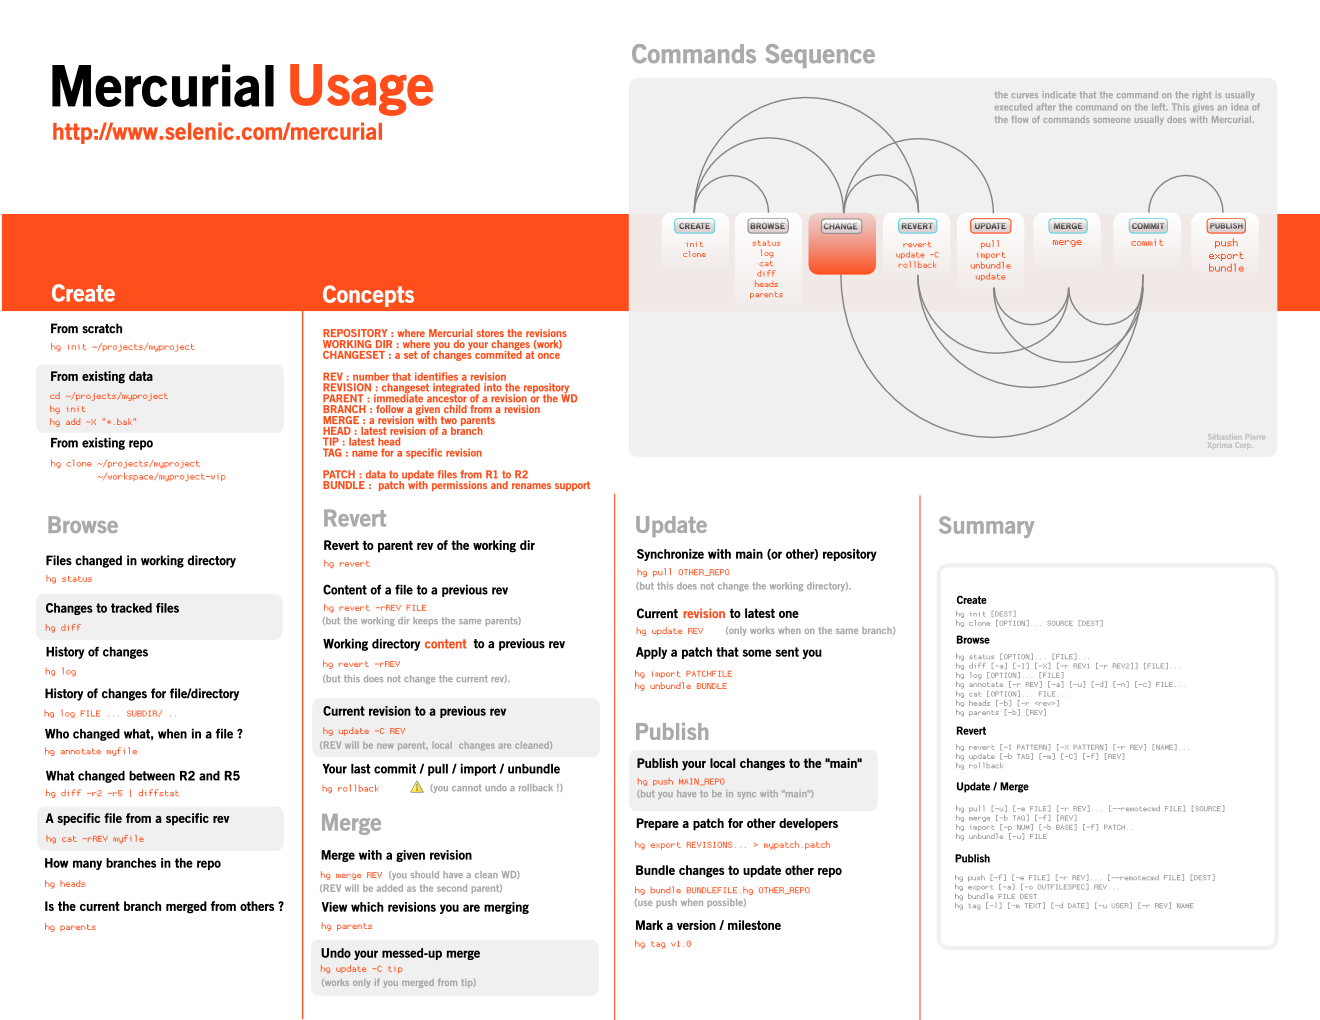 Mercurial Usage
http://www.selenic.com/mercurial
Commands Sequence
the curves indicate that the command on the right is usually
executed after the command on the left. This gives an idea of
the flow of commands someone usually does with Mercurial.
CREATE
init
clone
BROWSE
status
log
cat
diff
heads
parents
CHANGE
REVERT
revert
update -C
rollback
UPDATE
pull
import
unbundle
update
MERGE
merge
COMMIT
commit
PUBLISH
push
export
bundle
Sébastien Pierre
Xprima Corp.
Create
From scratch
hg init ~/projects/myproject
From existing data
cd ~/projects/myproject
hg init
hg add -X "*.bak"
From existing repo
hg clone ~/projects/myproject
~/workspace/myproject-wip
Concepts
REPOSITORY : where Mercurial stores the revisions
WORKING DIR : where you do your changes (work)
CHANGESET : a set of changes commited at once
REV : number that identifies a revision
REVISION : changeset integrated into the repository
PARENT : immediate ancestor of a revision or the WD
BRANCH : follow a given child from a revision
MERGE : a revision with two parents
HEAD : latest revision of a branch
TIP : latest head
TAG : name for a specific revision
PATCH : data to update files from R1 to R2
BUNDLE : patch with permissions and renames support
Browse
Files changed in working directory
hg status
Changes to tracked files
hg diff
History of changes
hg log
History of changes for file/directory
hg log FILE ... SUBDIR/ ..
Who changed what, when in a file ?
hg annotate myfile
What changed between R2 and R5
hg diff -r2 -r5 | diffstat
A specific file from a specific rev
hg cat -rREV myfile
How many branches in the repo
hg heads
Is the current branch merged from others ?
hg parents
Revert
Revert to parent rev of the working dir
hg revert
Content of a file to a previous rev
hg revert -rREV FILE
(but the working dir keeps the same parents)
Working directory content to a previous rev
hg revert -rREV
(but this does not change the current rev).
Current revision to a previous rev
hg update -C REV
(REV will be new parent, local changes are cleaned)
Your last commit / pull / import / unbundle
hg rollback (you cannot undo a rollback !)
Merge
Merge with a given revision
hg merge REV (you should have a clean WD)
(REV will be added as the second parent)
View which revisions you are merging
hg parents
Undo your messed-up merge
hg update -C tip
(works only if you merged from tip)
Update
Synchronize with main (or other) repository
hg pull OTHER_REPO
(but this does not change the working directory).
Current revision to latest one
hg update REV (only works when on the same branch)
Apply a patch that some sent you
hg import PATCHFILE
hg unbundle BUNDLE
Publish
Publish your local changes to the "main"
hg push MAIN_REPO
(but you have to be in sync with "main")
Prepare a patch for other developers
hg export REVISIONS... > mypatch.patch
Bundle changes to update other repo
hg bundle BUNDLEFILE.hg OTHER_REPO
(use push when possible)
Mark a version / milestone
hg tag v1.0
Summary
Create
hg init [DEST]
hg clone [OPTION]... SOURCE [DEST]
Browse
hg status [OPTION]... [FILE]...
hg diff [-a] [-I] [-X] [-r REV1 [-r REV2]] [FILE]...
hg log [OPTION]... [FILE]
hg annotate [-r REV] [-a] [-u] [-d] [-n] [-c] FILE...
hg cat [OPTION]... FILE...
hg heads [-b] [-r <rev>]
hg parents [-b] [REV]
Revert
hg revert [-I PATTERN] [-X PATTERN] [-r REV] [NAME]...
hg update [-b TAG] [-m] [-C] [-f] [REV]
hg rollback
Update / Merge
hg pull [-u] [-e FILE] [-r REV]... [--remotecmd FILE] [SOURCE]
hg merge [-b TAG] [-f] [REV]
hg import [-p NUM] [-b BASE] [-f] PATCH..
hg unbundle [-u] FILE
Publish
hg push [-f] [-e FILE] [-r REV]... [--remotecmd FILE] [DEST]
hg export [-a] [-o OUTFILESPEC] REV...
hg bundle FILE DEST
hg tag [-l] [-m TEXT] [-d DATE] [-u USER] [-r REV] NAME